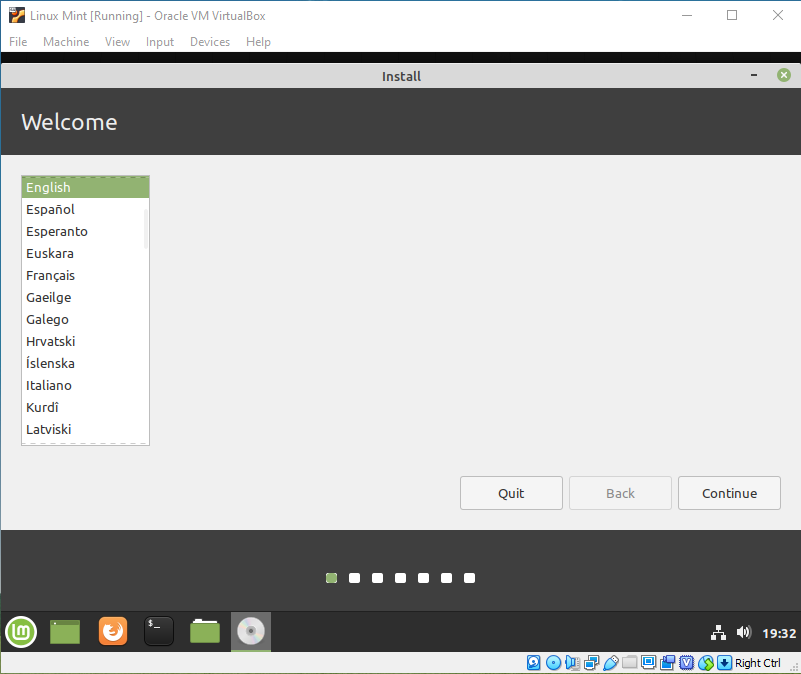 Linux Mint [Running] - Oracle VM VirtualBox
File Machine View Input Devices Help
Install
Welcome
English
Español
Esperanto
Euskara
Français
Gaeilge
Galego
Hrvatski
Íslenska
Italiano
Kurdî
Latviski
Quit Back Continue
lm $_ 19:32
V Right Ctrl